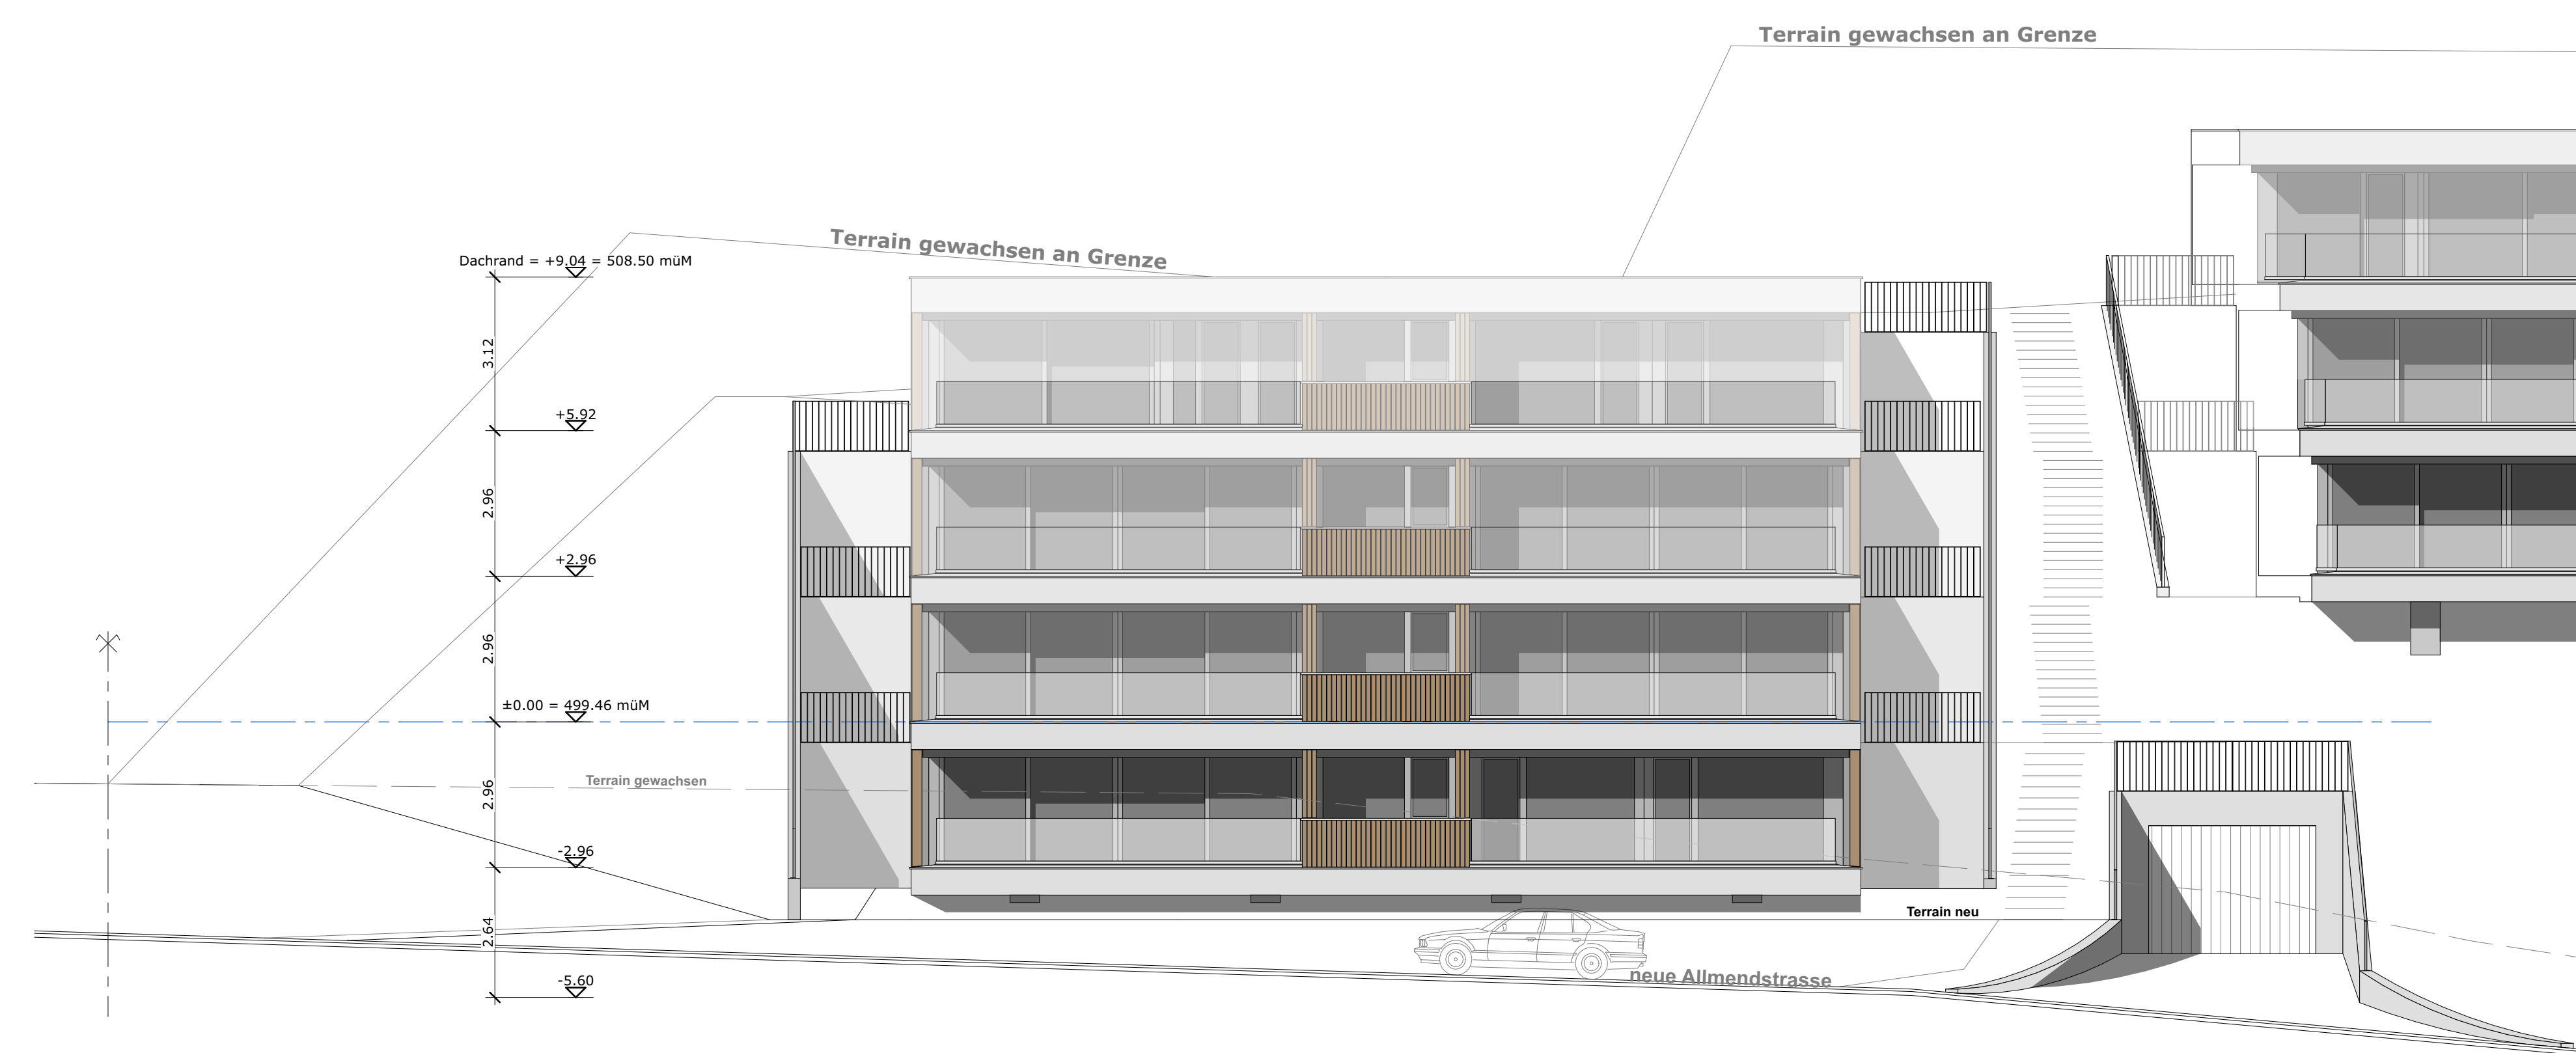 Terrain gewachsen an Grenze
Terrain gewachsen an Grenze
Dachrand = +9.04 = 508.50 müM
3.12
+5.92
2.96
+2.96
2.96
±0.00 = 499.46 müM
Terrain gewachsen
2.96
-2.96
Terrain neu
2.64
-5.60
neue Allmendstrasse